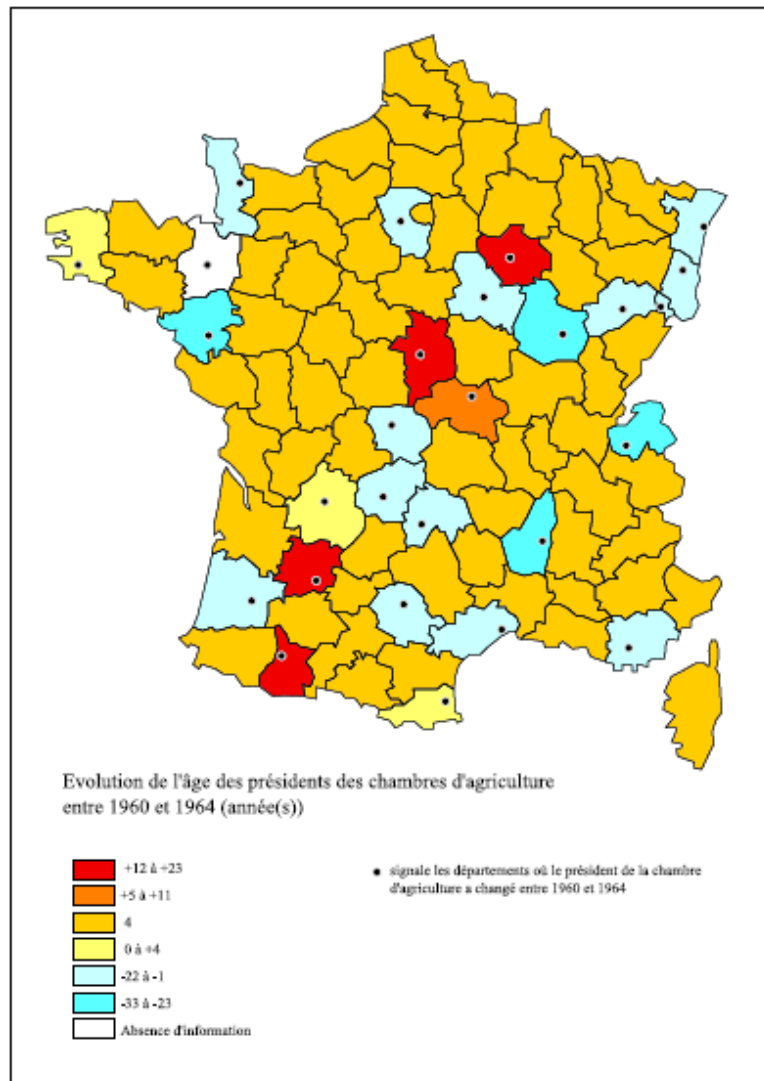 Evolution de l'âge des présidents des chambres d'agriculture
entre 1960 et 1964 (année(s))
+12 à +23
+5 à +11
4
0 à +4
-22 à -1
-33 à -23
Absence d'information
signale les départements où le président de la chambre
d'agriculture a changé entre 1960 et 1964